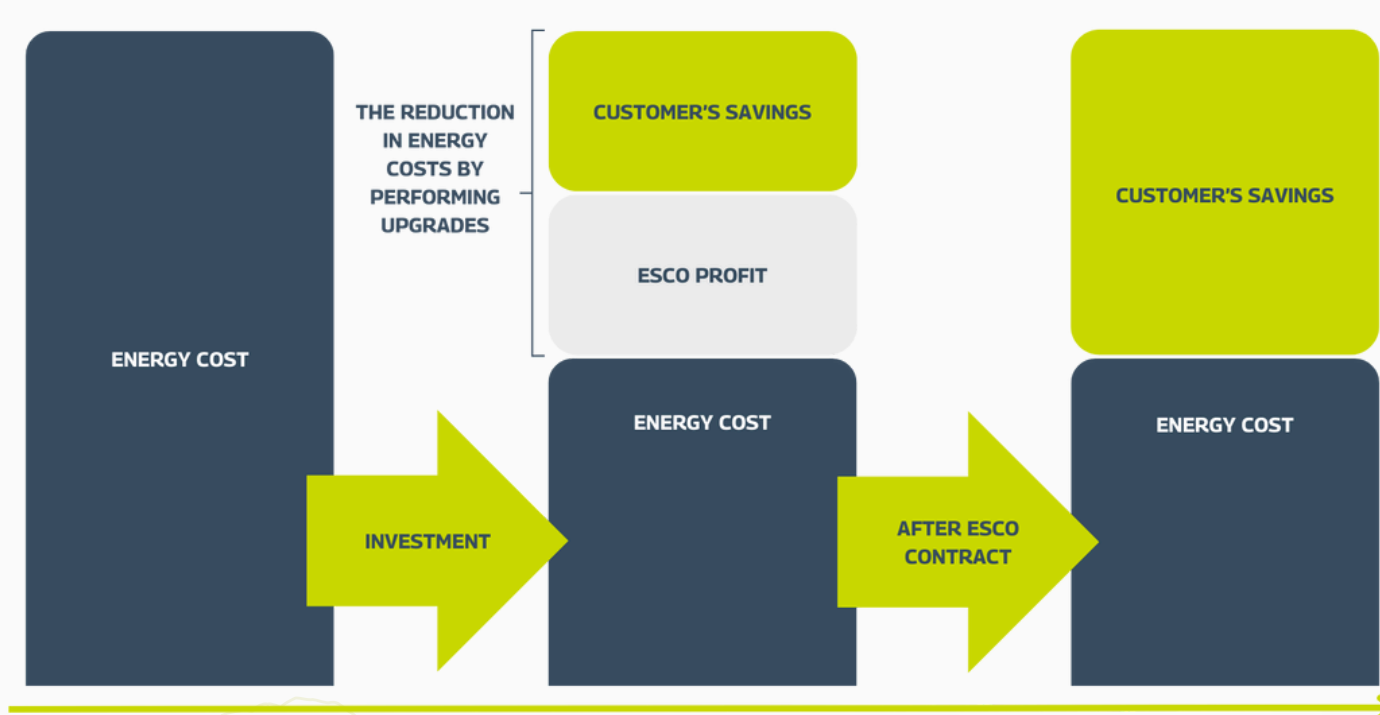 ENERGY COST
THE REDUCTION
IN ENERGY
COSTS BY
PERFORMING
UPGRADES
CUSTOMER'S SAVINGS
ESCO PROFIT
ENERGY COST
INVESTMENT
CUSTOMER'S SAVINGS
ENERGY COST
AFTER ESCO
CONTRACT